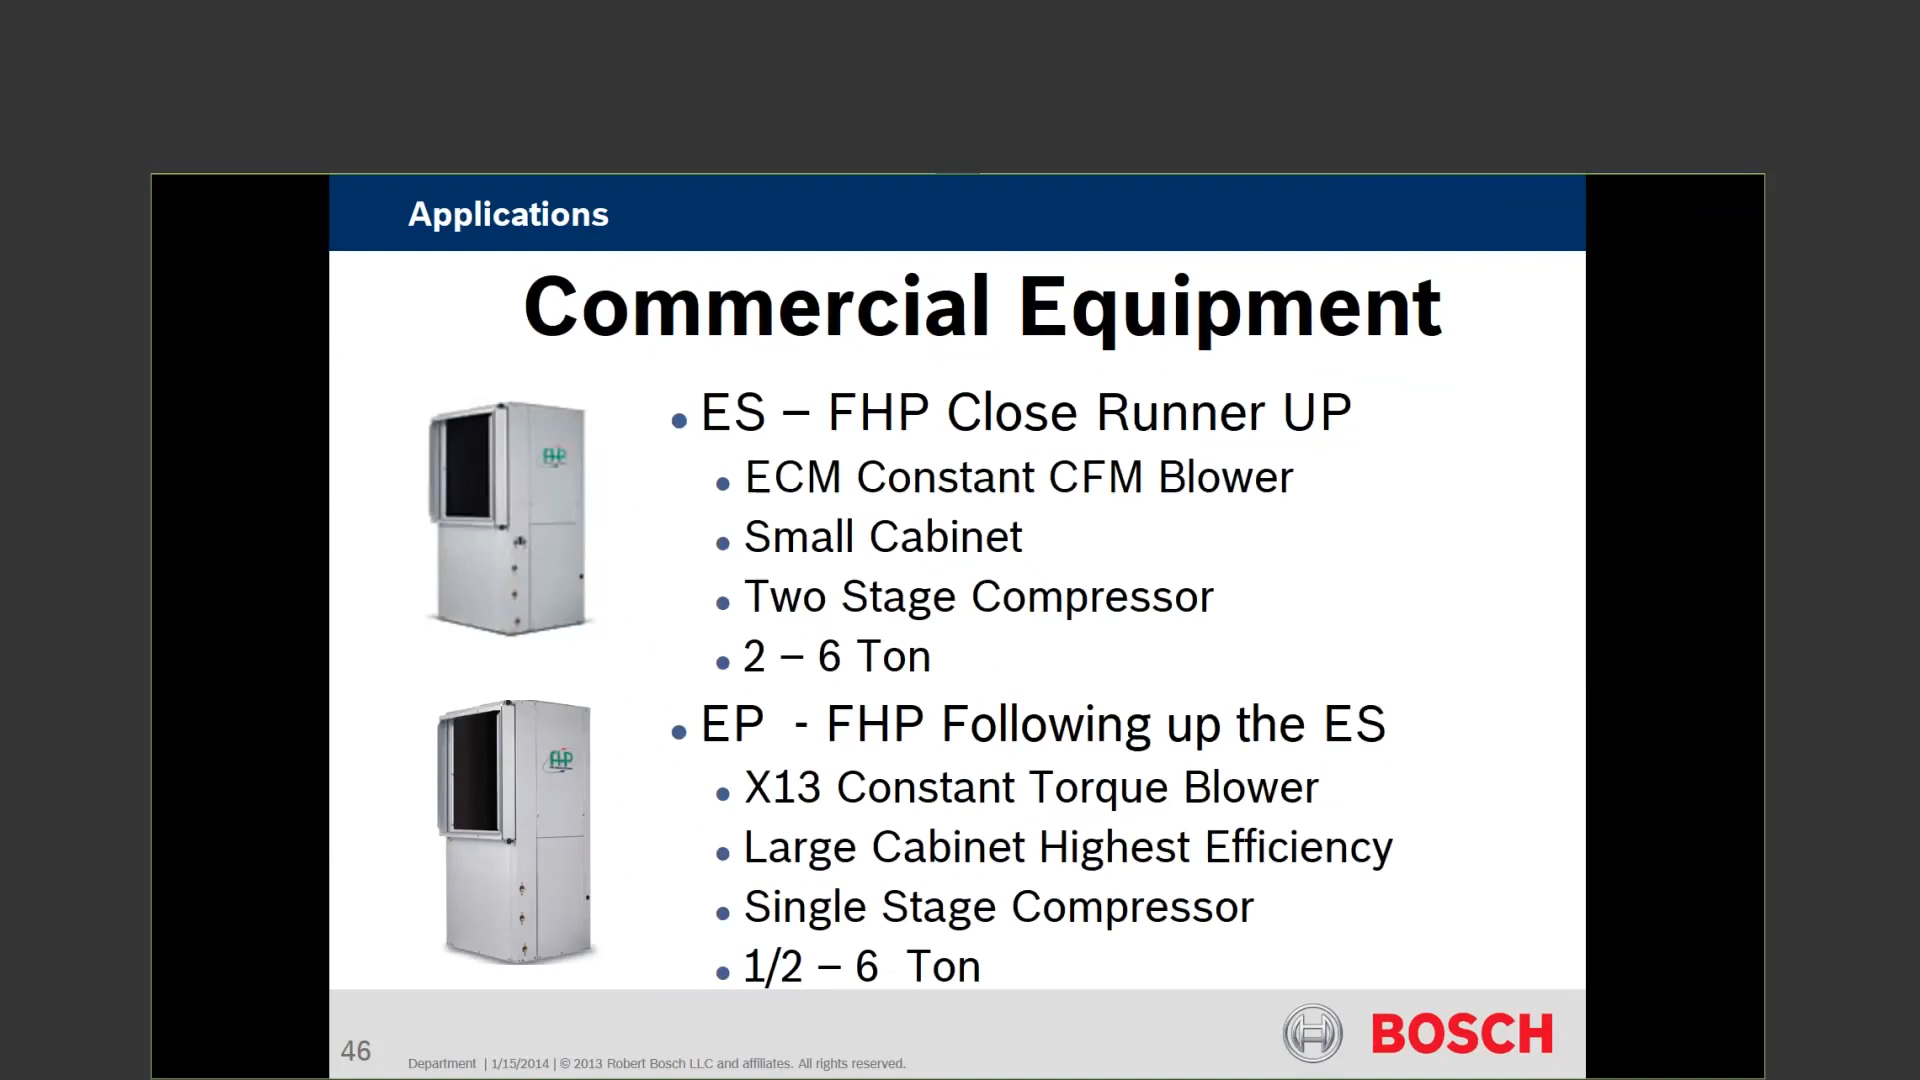 Applications
Commercial Equipment
• ES – FHP Close Runner UP
• ECM Constant CFM Blower
• Small Cabinet
• Two Stage Compressor
• 2 – 6 Ton
• EP - FHP Following up the ES
• X13 Constant Torque Blower
• Large Cabinet Highest Efficiency
• Single Stage Compressor
• 1/2 – 6 Ton
FHP
FHP
46
Department | 1/15/2014 | © 2013 Robert Bosch LLC and affiliates. All rights reserved.
BOSCH